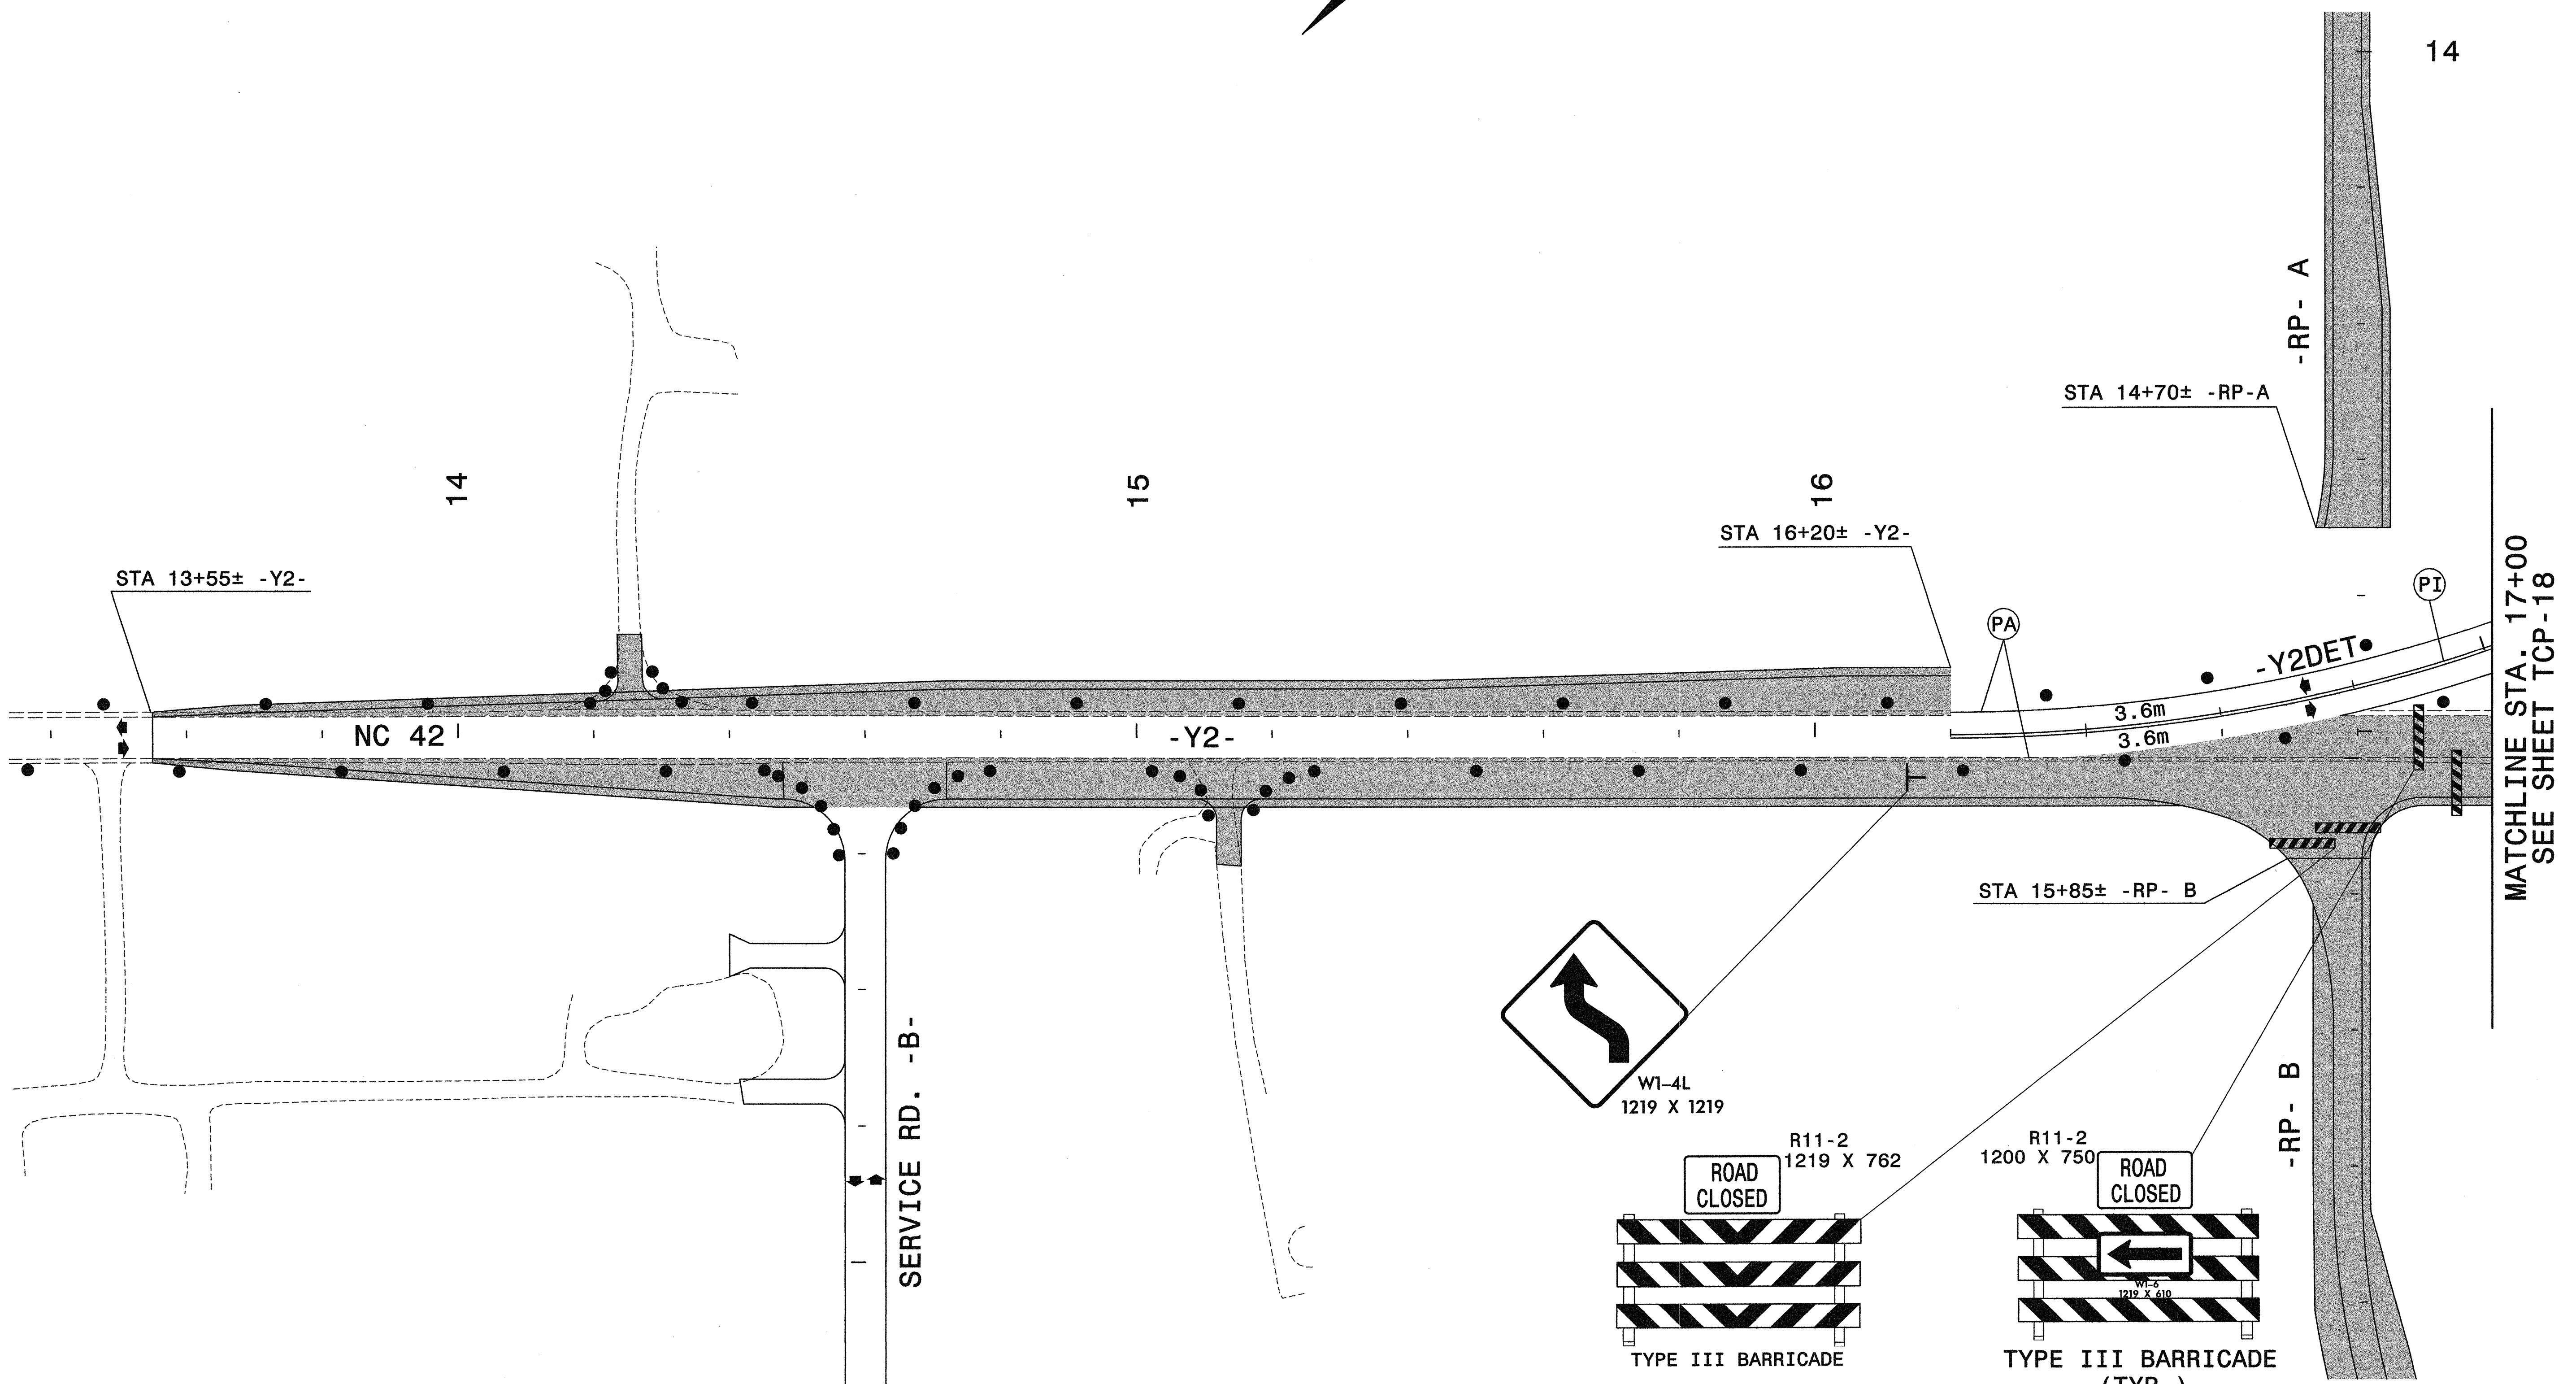 14
-RP- A
STA 14+70± -RP-A
14
15
16
STA 16+20± -Y2-
STA 13+55± -Y2-
PI
PA
-Y2DET
3.6m
3.6m
NC 42
-Y2-
MATCHLINE STA. 17+00
SEE SHEET TCP-18
STA 15+85± -RP- B
W1-4L
1219 X 1219
SERVICE RD. -B-
-RP- B
R11-2
1219 X 762
ROAD
CLOSED
TYPE III BARRICADE
R11-2
1200 X 750
ROAD
CLOSED
W1-6
1219 X 610
TYPE III BARRICADE
(TYP.)